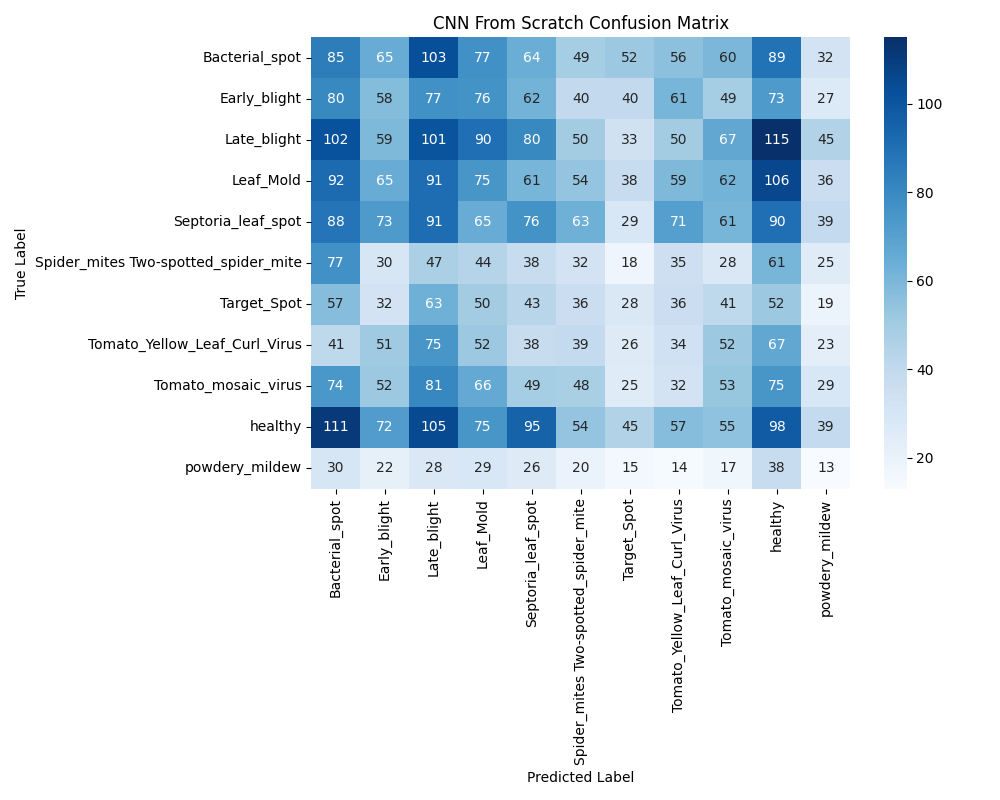 CNN From Scratch Confusion Matrix
True Label
Bacterial_spot 85 65 103 77 64 49 52 56 60 89 32
Early_blight 80 58 77 76 62 40 40 61 49 73 27
Late_blight 102 59 101 90 80 50 33 50 67 115 45
Leaf_Mold 92 65 91 75 61 54 38 59 62 106 36
Septoria_leaf_spot 88 73 91 65 76 63 29 71 61 90 39
Spider_mites Two-spotted_spider_mite 77 30 47 44 38 32 18 35 28 61 25
Target_Spot 57 32 63 50 43 36 28 36 41 52 19
Tomato_Yellow_Leaf_Curl_Virus 41 51 75 52 38 39 26 34 52 67 23
Tomato_mosaic_virus 74 52 81 66 49 48 25 32 53 75 29
healthy 111 72 105 75 95 54 45 57 55 98 39
powdery_mildew 30 22 28 29 26 20 15 14 17 38 13
Bacterial_spot
Early_blight
Late_blight
Leaf_Mold
Septoria_leaf_spot
Spider_mites Two-spotted_spider_mite
Target_Spot
Tomato_Yellow_Leaf_Curl_Virus
Tomato_mosaic_virus
healthy
powdery_mildew
Predicted Label
100
80
60
40
20